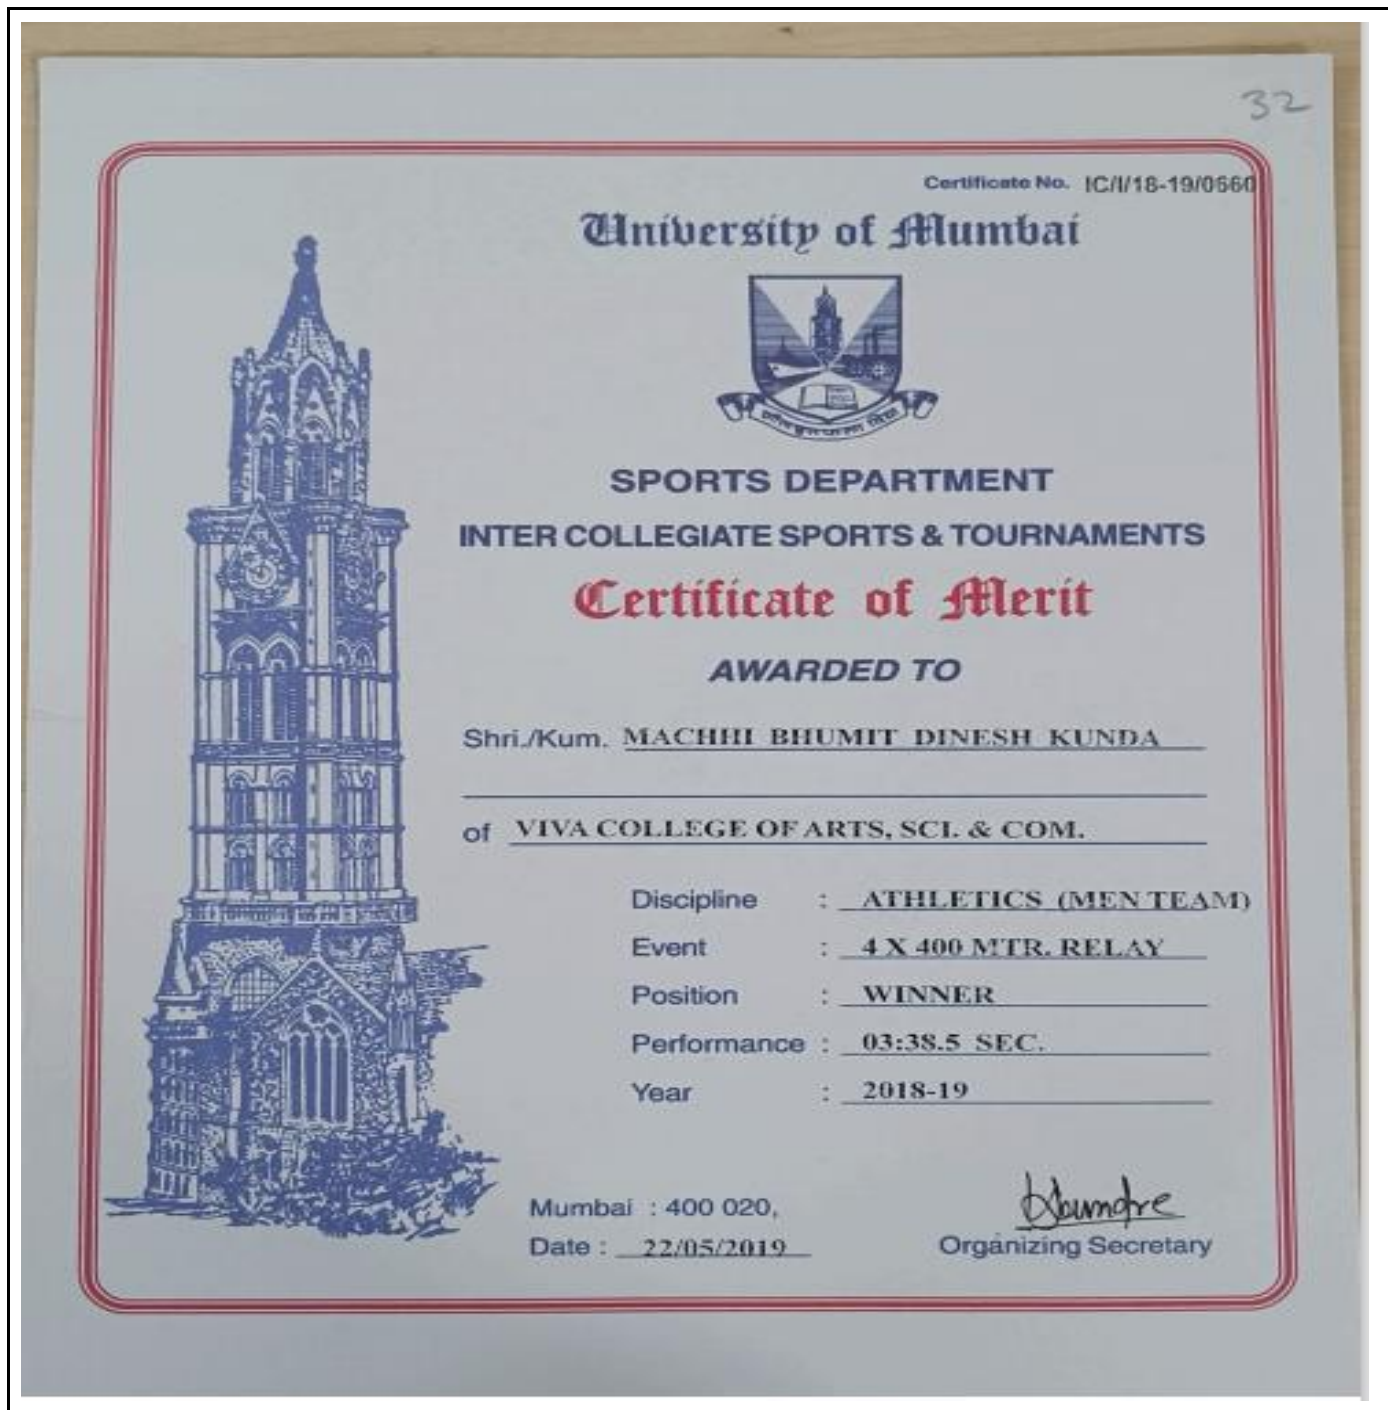 32
Certificate No. IC/I/18-19/0660
University of Mumbai
SPORTS DEPARTMENT
INTER COLLEGIATE SPORTS & TOURNAMENTS
Certificate of Merit
AWARDED TO
Shri./Kum. MACHHI BHUMIT DINESH KUNDA
of VIVA COLLEGE OF ARTS, SCI. & COM.
Discipline : ATHLETICS (MEN TEAM)
Event : 4 X 400 MTR. RELAY
Position : WINNER
Performance : 03:38.5 SEC.
Year : 2018-19
Mumbai : 400 020,
Date : 22/05/2019
Organizing Secretary